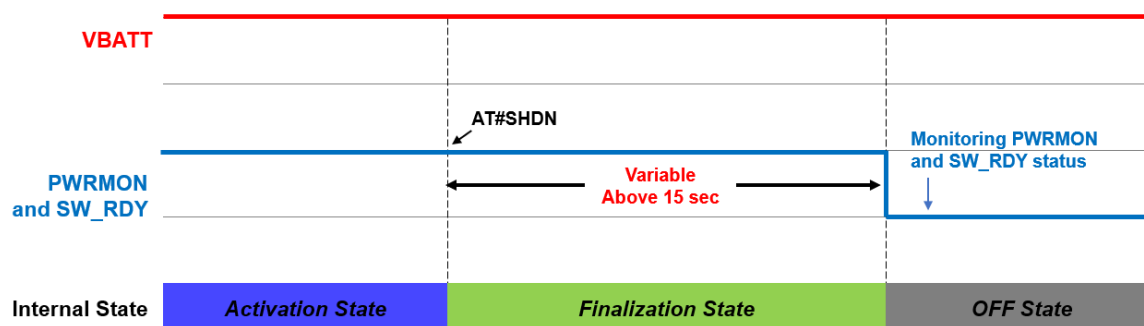 VBATT
AT#SHDN
Monitoring PWRMON
and SW_RDY status
PWRMON
and SW_RDY
Variable
Above 15 sec
Internal State
Activation State
Finalization State
OFF State